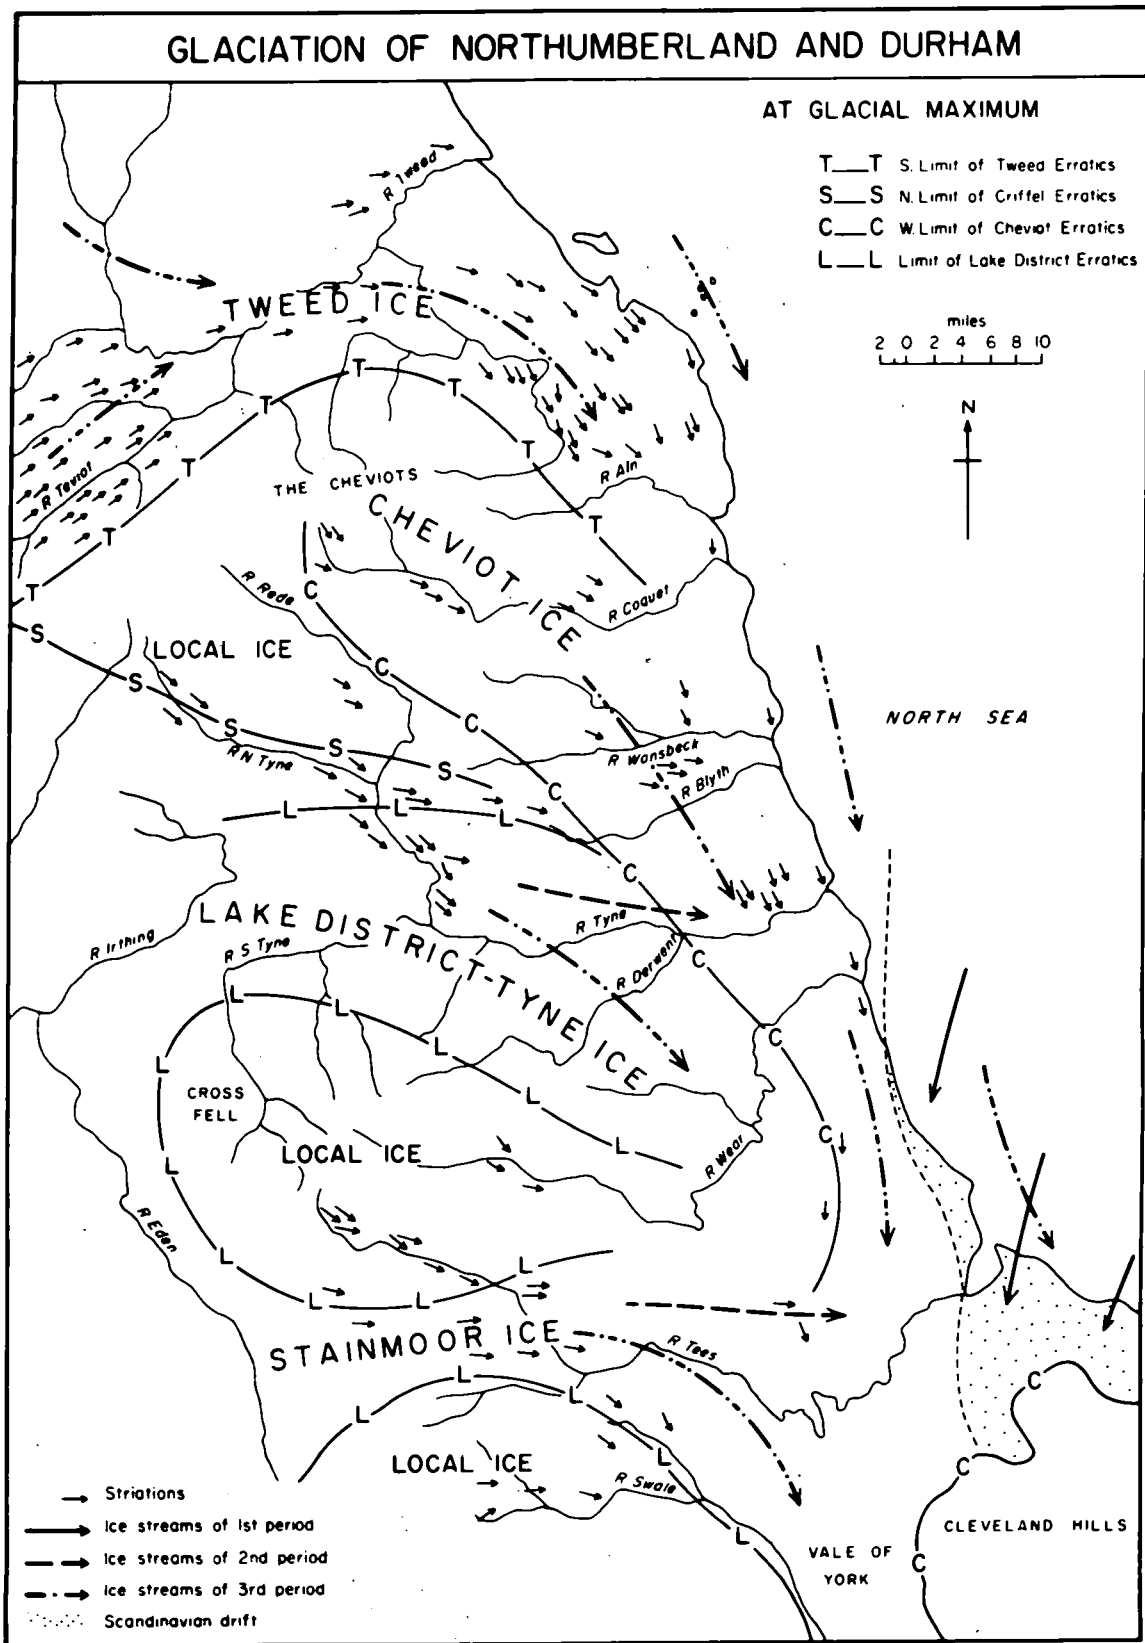 GLACIATION OF NORTHUMBERLAND AND DURHAM
AT GLACIAL MAXIMUM
T__T S. Limit of Tweed Erratics
S__S N. Limit of Criffel Erratics
C__C W. Limit of Cheviot Erratics
L__L Limit of Lake District Erratics
miles
2 0 2 4 6 8 10
N
R Tweed
TWEED ICE
T
T
T
T
T
T
T
T
R Teviot
THE CHEVIOTS
R Aln
CHEVIOT ICE
R Rede
R Coquet
S
LOCAL ICE
S
S
S
S
C
C
C
C
C
C
C
C
NORTH SEA
R N Tyne
R Wansbeck
R Blyth
L
L
L
LAKE DISTRICT-TYNE ICE
R Irthing
R S Tyne
R Tyne
R Derwent
L
L
L
L
L
L
L
L
L
L
L
CROSS
FELL
LOCAL ICE
R Wear
R Eden
STAINMOOR ICE
R Tees
L
L
L
L
L
LOCAL ICE
R Swale
C
C
C
CLEVELAND HILLS
VALE OF
YORK
Striations
Ice streams of 1st period
Ice streams of 2nd period
Ice streams of 3rd period
Scandinavian drift